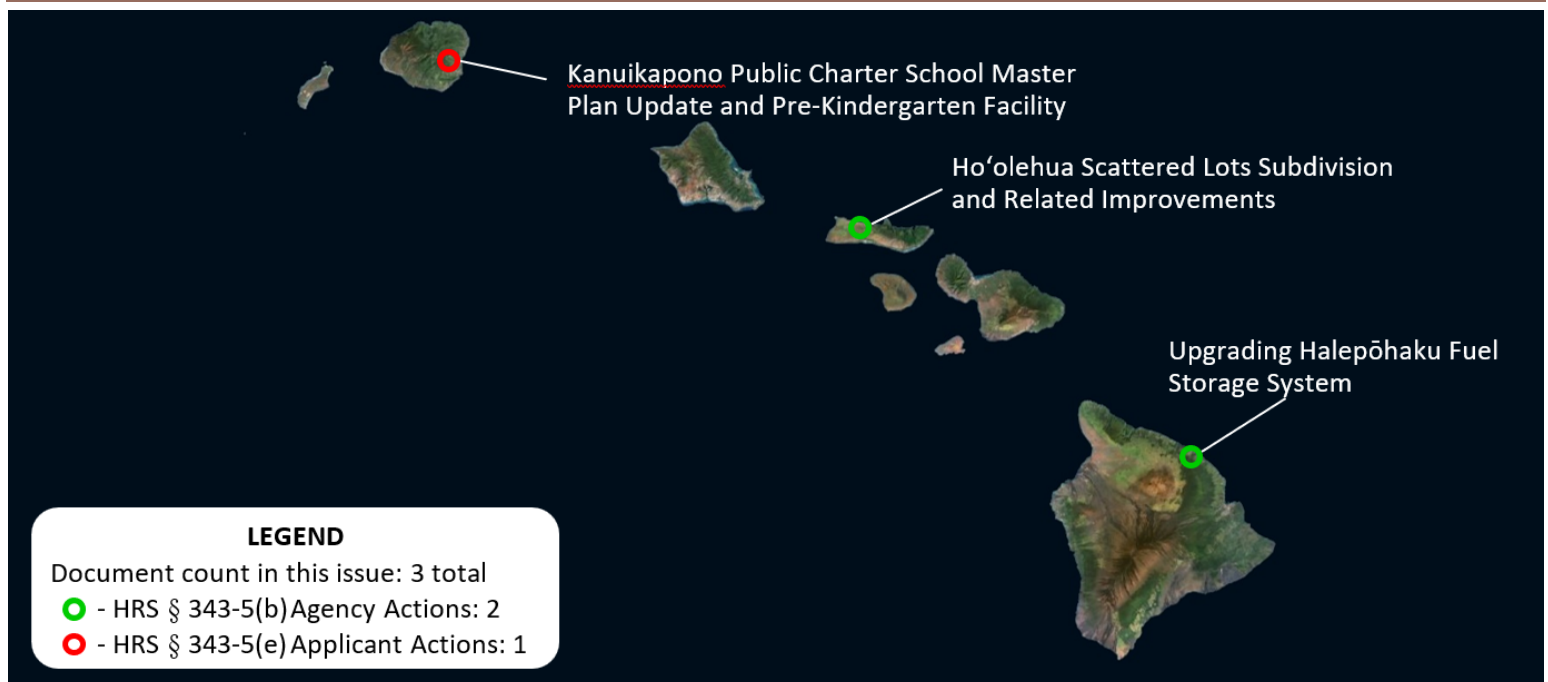 Kanuikapono Public Charter School Master
Plan Update and Pre-Kindergarten Facility
Hoʻolehua Scattered Lots Subdivision
and Related Improvements
Upgrading Halepōhaku Fuel
Storage System
LEGEND
Document count in this issue: 3 total
- HRS § 343-5(b) Agency Actions: 2
- HRS § 343-5(e) Applicant Actions: 1